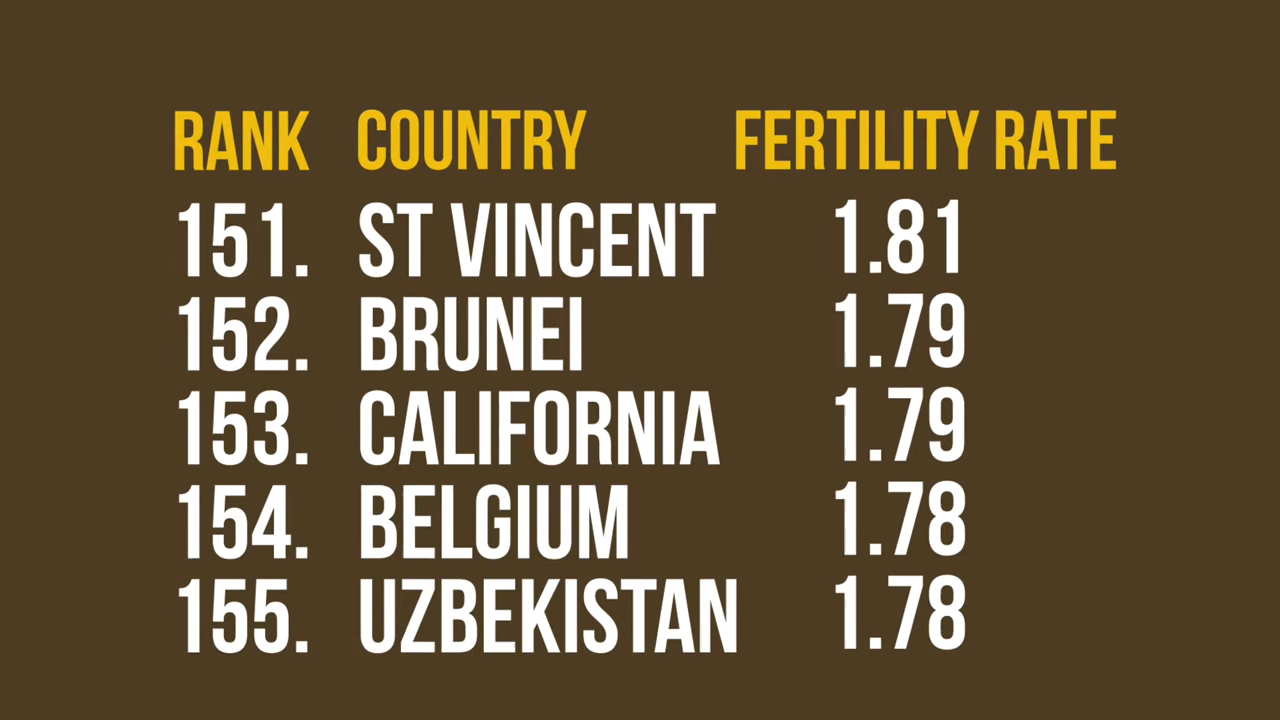 RANK COUNTRY FERTILITY RATE
151. ST VINCENT 1.81
152. BRUNEI 1.79
153. CALIFORNIA 1.79
154. BELGIUM 1.78
155. UZBEKISTAN 1.78